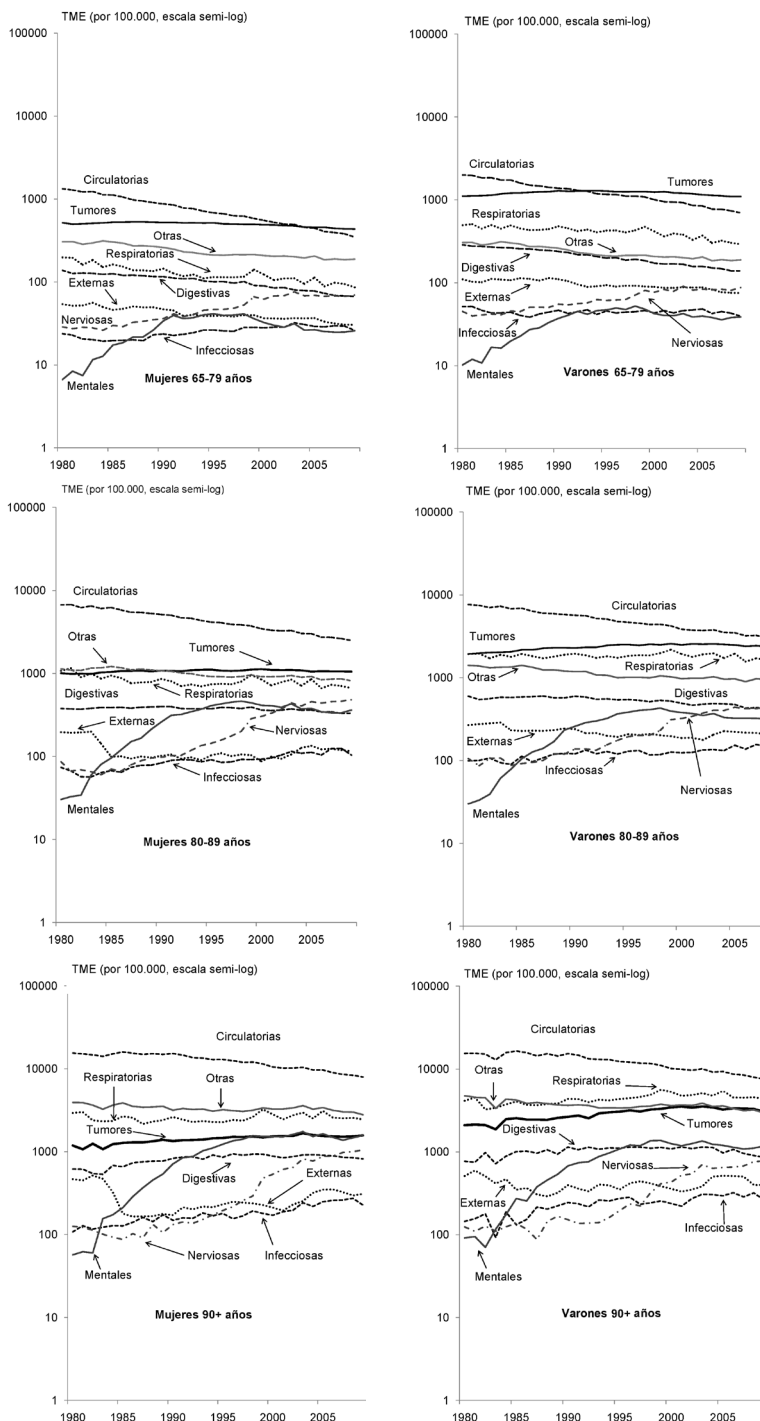 TME (por 100.000, escala semi-log)
100000
10000
1000
100
10
1
Circulatorias
Tumores
Otras
Respiratorias
Externas
Digestivas
Nerviosas
Infecciosas
Mentales
Mujeres 65-79 años
1980 1985 1990 1995 2000 2005
TME (por 100.000, escala semi-log)
100000
10000
1000
100
10
1
Circulatorias
Tumores
Respiratorias
Otras
Digestivas
Externas
Infecciosas
Nerviosas
Mentales
Varones 65-79 años
1980 1985 1990 1995 2000 2005
TME (por 100.000, escala semi-log)
100000
10000
1000
100
10
1
Circulatorias
Otras
Tumores
Digestivas
Respiratorias
Externas
Nerviosas
Infecciosas
Mentales
Mujeres 80-89 años
1980 1985 1990 1995 2000 2005
TME (por 100.000, escala semi-log)
100000
10000
1000
100
10
1
Circulatorias
Tumores
Respiratorias
Otras
Digestivas
Externas
Infecciosas
Nerviosas
Mentales
Varones 80-89 años
1980 1985 1990 1995 2000 2005
TME (por 100.000, escala semi-log)
100000
10000
1000
100
10
1
Circulatorias
Respiratorias
Otras
Tumores
Digestivas
Externas
Nerviosas
Infecciosas
Mentales
Mujeres 90+ años
1980 1985 1990 1995 2000 2005
TME (por 100.000, escala semi-log)
100000
10000
1000
100
10
1
Circulatorias
Otras
Respiratorias
Tumores
Digestivas
Nerviosas
Externas
Infecciosas
Mentales
Varones 90+ años
1980 1985 1990 1995 2000 2005